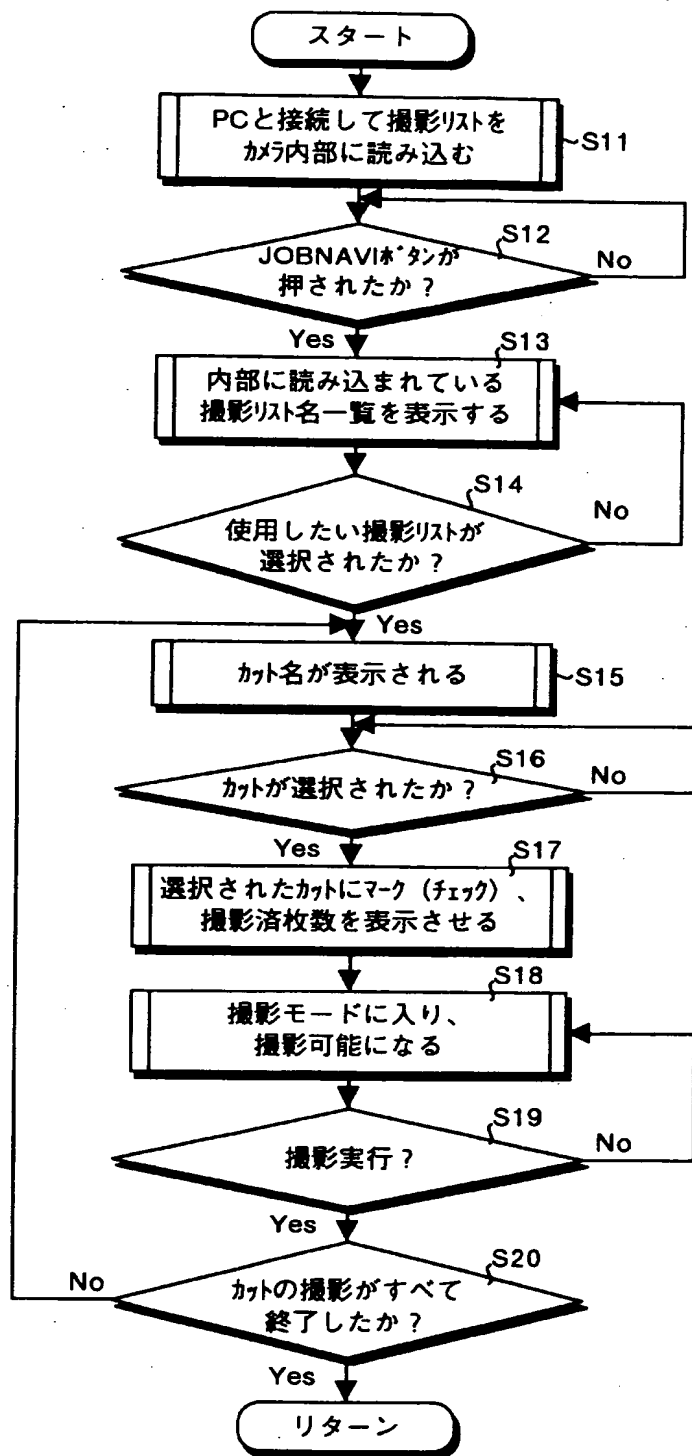 スタート
PCと接続して撮影リストを
カメラ内部に読み込む
S11
S12
JOBNAVIボタンが
押されたか？
No
Yes
S13
内部に読み込まれている
撮影リスト名一覧を表示する
S14
使用したい撮影リストが
選択されたか？
No
Yes
カット名が表示される
S15
S16
カットが選択されたか？
No
Yes
S17
選択されたカットにマーク（チェック）、
撮影済枚数を表示させる
S18
撮影モードに入り、
撮影可能になる
S19
撮影実行？
No
Yes
S20
No
カットの撮影がすべて
終了したか？
Yes
リターン